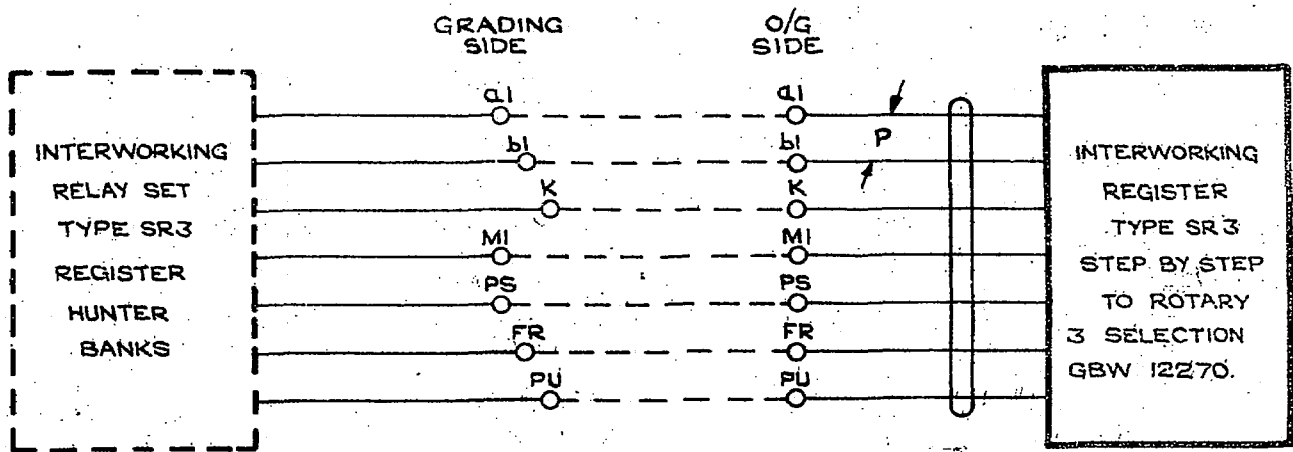 GRADING
SIDE
O/G
SIDE
INTERWORKING
RELAY SET
TYPE SR3
REGISTER
HUNTER
BANKS
a1
b1
K
M1
PS
FR
PU
a1
b1
K
M1
PS
FR
PU
P
INTERWORKING
REGISTER
TYPE SR3
STEP BY STEP
TO ROTARY
3 SELECTION
GBW 12270.